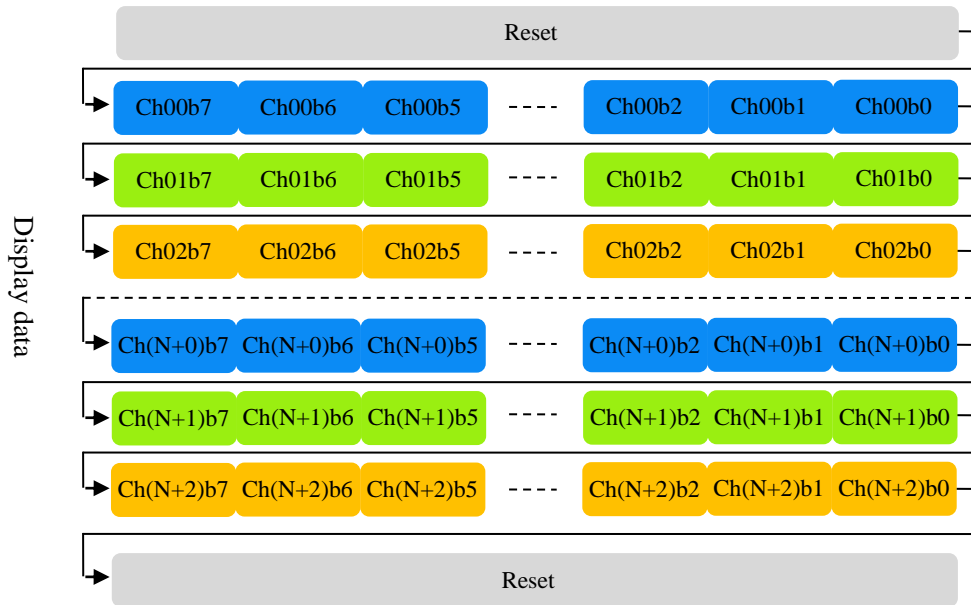 Reset
Ch00b7 Ch00b6 Ch00b5 Ch00b2 Ch00b1 Ch00b0
Ch01b7 Ch01b6 Ch01b5 Ch01b2 Ch01b1 Ch01b0
Ch02b7 Ch02b6 Ch02b5 Ch02b2 Ch02b1 Ch02b0
Display data
Ch(N+0)b7 Ch(N+0)b6 Ch(N+0)b5 Ch(N+0)b2 Ch(N+0)b1 Ch(N+0)b0
Ch(N+1)b7 Ch(N+1)b6 Ch(N+1)b5 Ch(N+1)b2 Ch(N+1)b1 Ch(N+1)b0
Ch(N+2)b7 Ch(N+2)b6 Ch(N+2)b5 Ch(N+2)b2 Ch(N+2)b1 Ch(N+2)b0
Reset